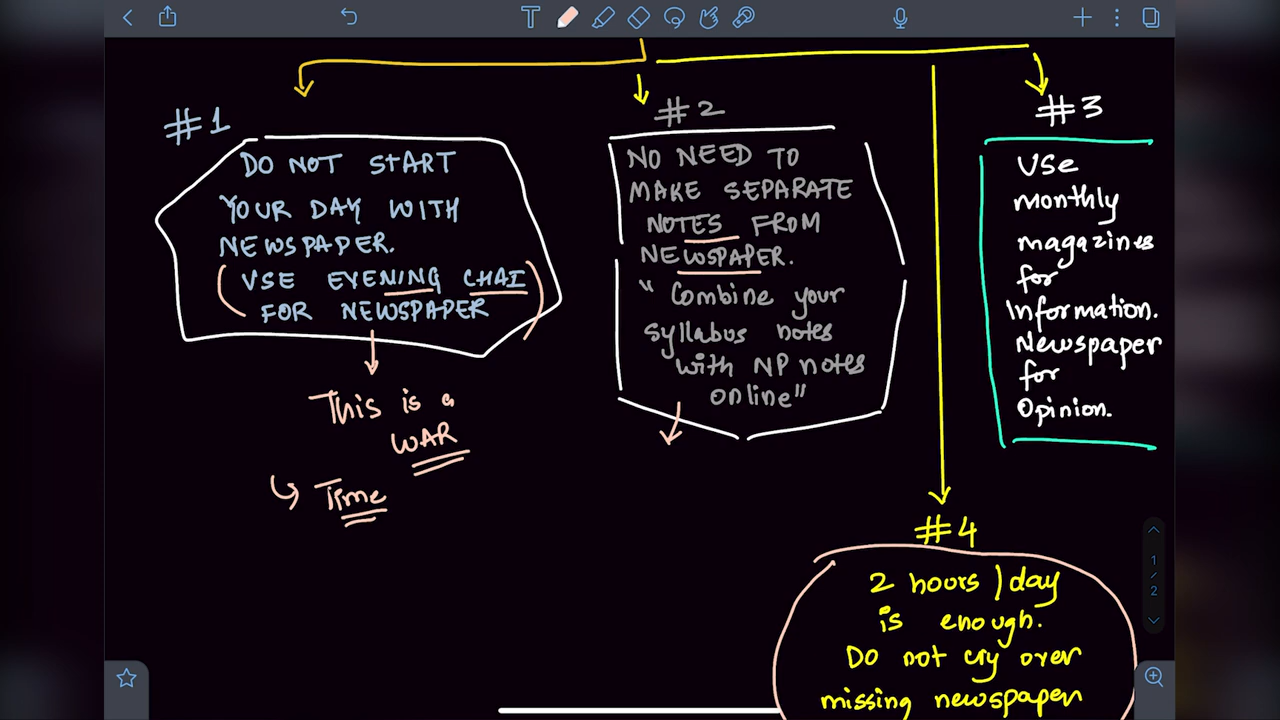 #1
DO NOT START
YOUR DAY WITH
NEWSPAPER.
(USE EVENING CHAI
FOR NEWSPAPER)
This is a
WAR
Time
#2
NO NEED TO
MAKE SEPARATE
NOTES FROM
NEWSPAPER.
"Combine your
syllabus notes
with NP notes
online"
#3
Use
monthly
magazines
for
Information.
Newspaper
for
Opinion.
#4
2 hours/day
is enough.
Do not cry over
missing newspaper
1
/
2